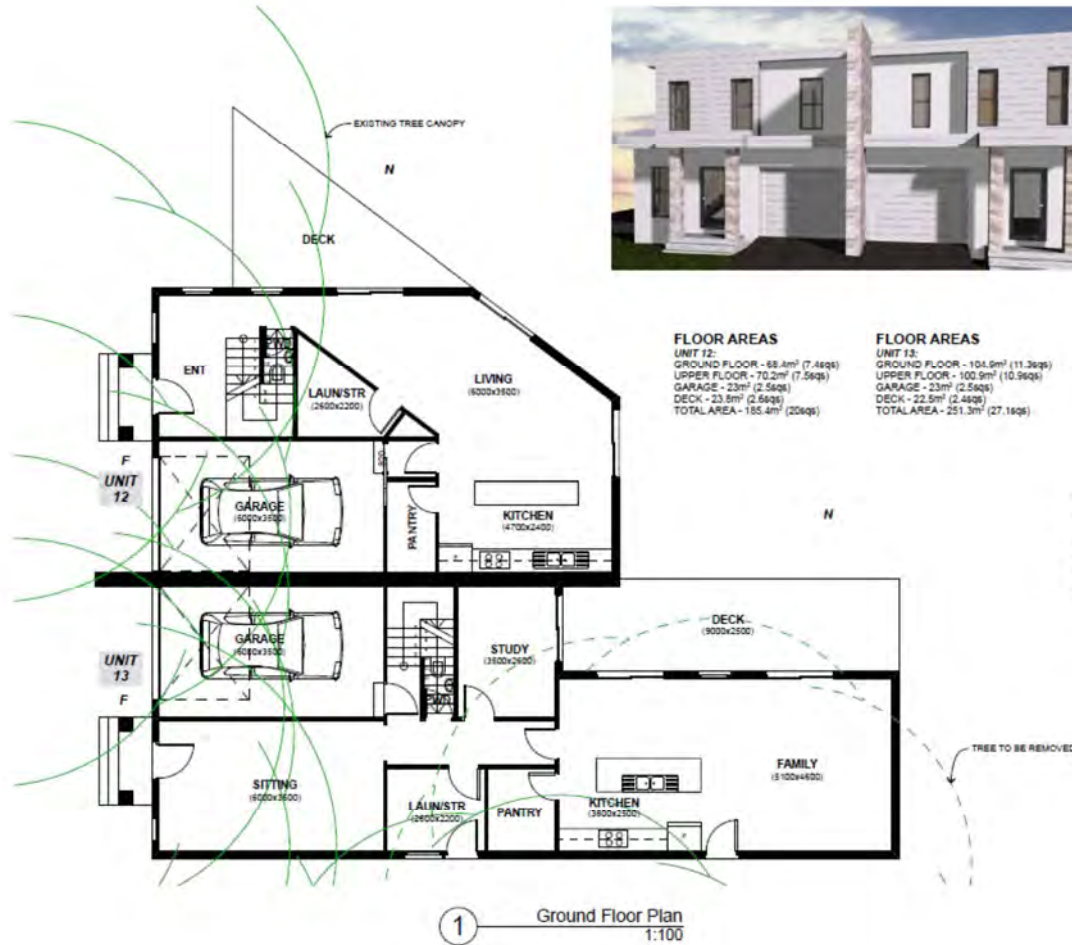 EXISTING TREE CANOPY
N
DECK
FLOOR AREAS
UNIT 12:
GROUND FLOOR - 68.4m² (7.4sqs)
UPPER FLOOR - 70.2m² (7.5sqs)
GARAGE - 23m² (2.5sqs)
DECK - 23.8m² (2.6sqs)
TOTAL AREA - 185.4m² (20sqs)
FLOOR AREAS
UNIT 13:
GROUND FLOOR - 104.9m² (11.3sqs)
UPPER FLOOR - 100.9m² (10.9sqs)
GARAGE - 23m² (2.5sqs)
DECK - 22.5m² (2.4sqs)
TOTAL AREA - 251.3m² (27.1sqs)
PWD
ENT
LIVING
(6000x3500)
LAUN/STR
(2600x2200)
F
UNIT
12
820
GARAGE
(6000x3500)
PANTRY
KITCHEN
(4700x2400)
N
DECK
(9000x2500)
GARAGE
(6000x3500)
STUDY
(3500x2600)
UNIT
13
F
PWD
TREE TO BE REMOVED
SITTING
(6000x3600)
LAUN/STR
(2600x2200)
PANTRY
KITCHEN
(3600x2500)
FAMILY
(5100x4600)
1
Ground Floor Plan
1:100